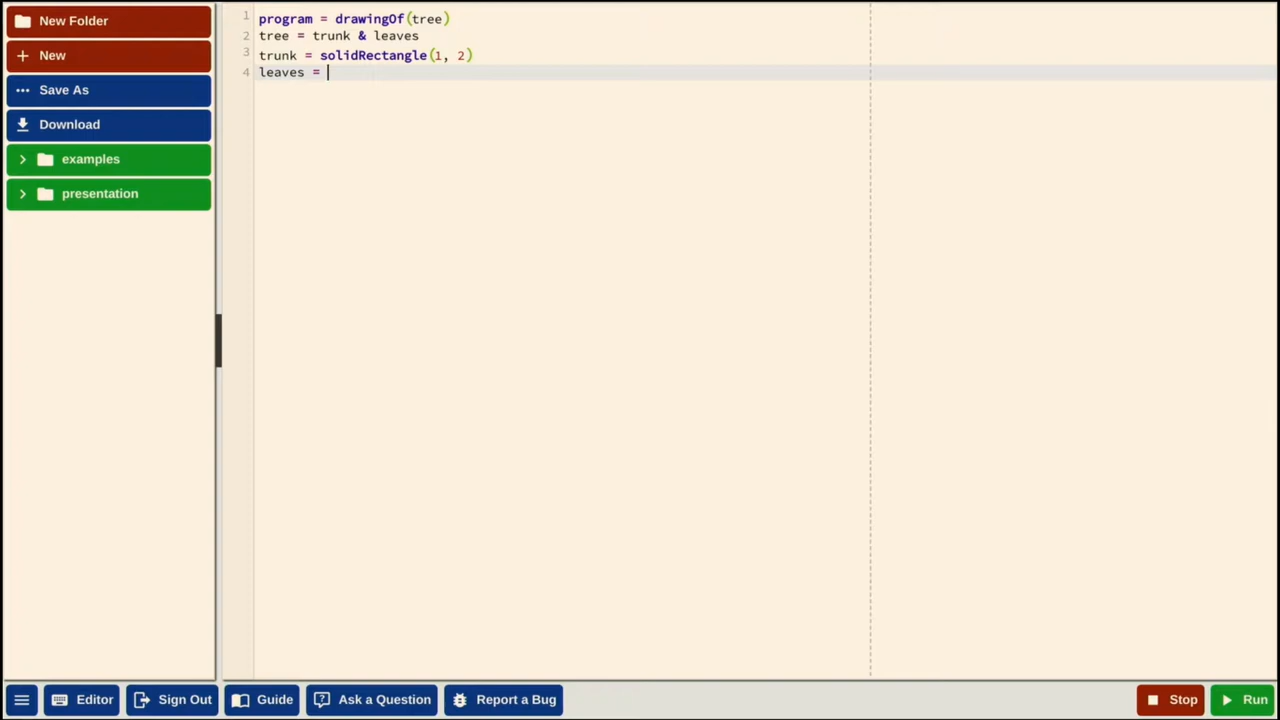 New Folder
New
Save As
Download
examples
presentation
1 program = drawingOf(tree)
2 tree = trunk & leaves
3 trunk = solidRectangle(1, 2)
4 leaves =
Editor
Sign Out
Guide
Ask a Question
Report a Bug
Stop
Run